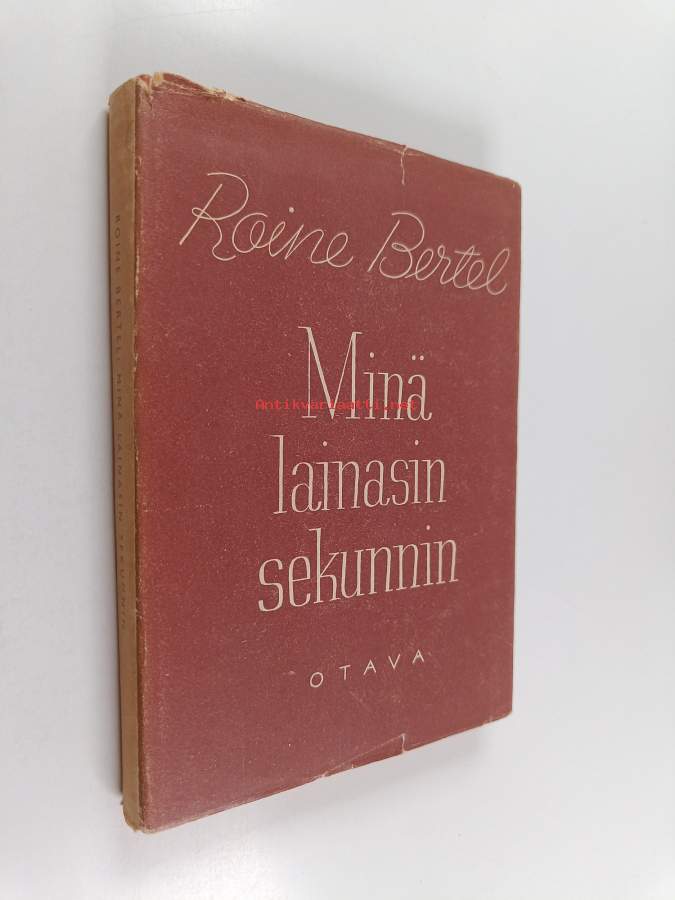 Roine Bertel
Minä
lainasin
sekunnin
OTAVA
ROINE BERTEL: MINÄ LAINASIN SEKUNNIN
Antikvariaatti.net